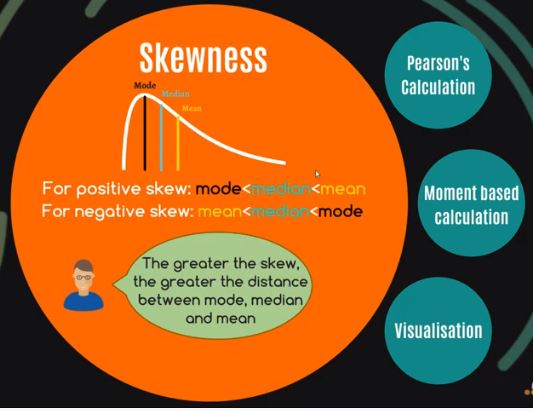 Skewness
Mode
Median
Mean
For positive skew: mode<median<mean
For negative skew: mean<median<mode
The greater the skew,
the greater the distance
between mode, median
and mean
Pearson's
Calculation
Moment based
calculation
Visualisation